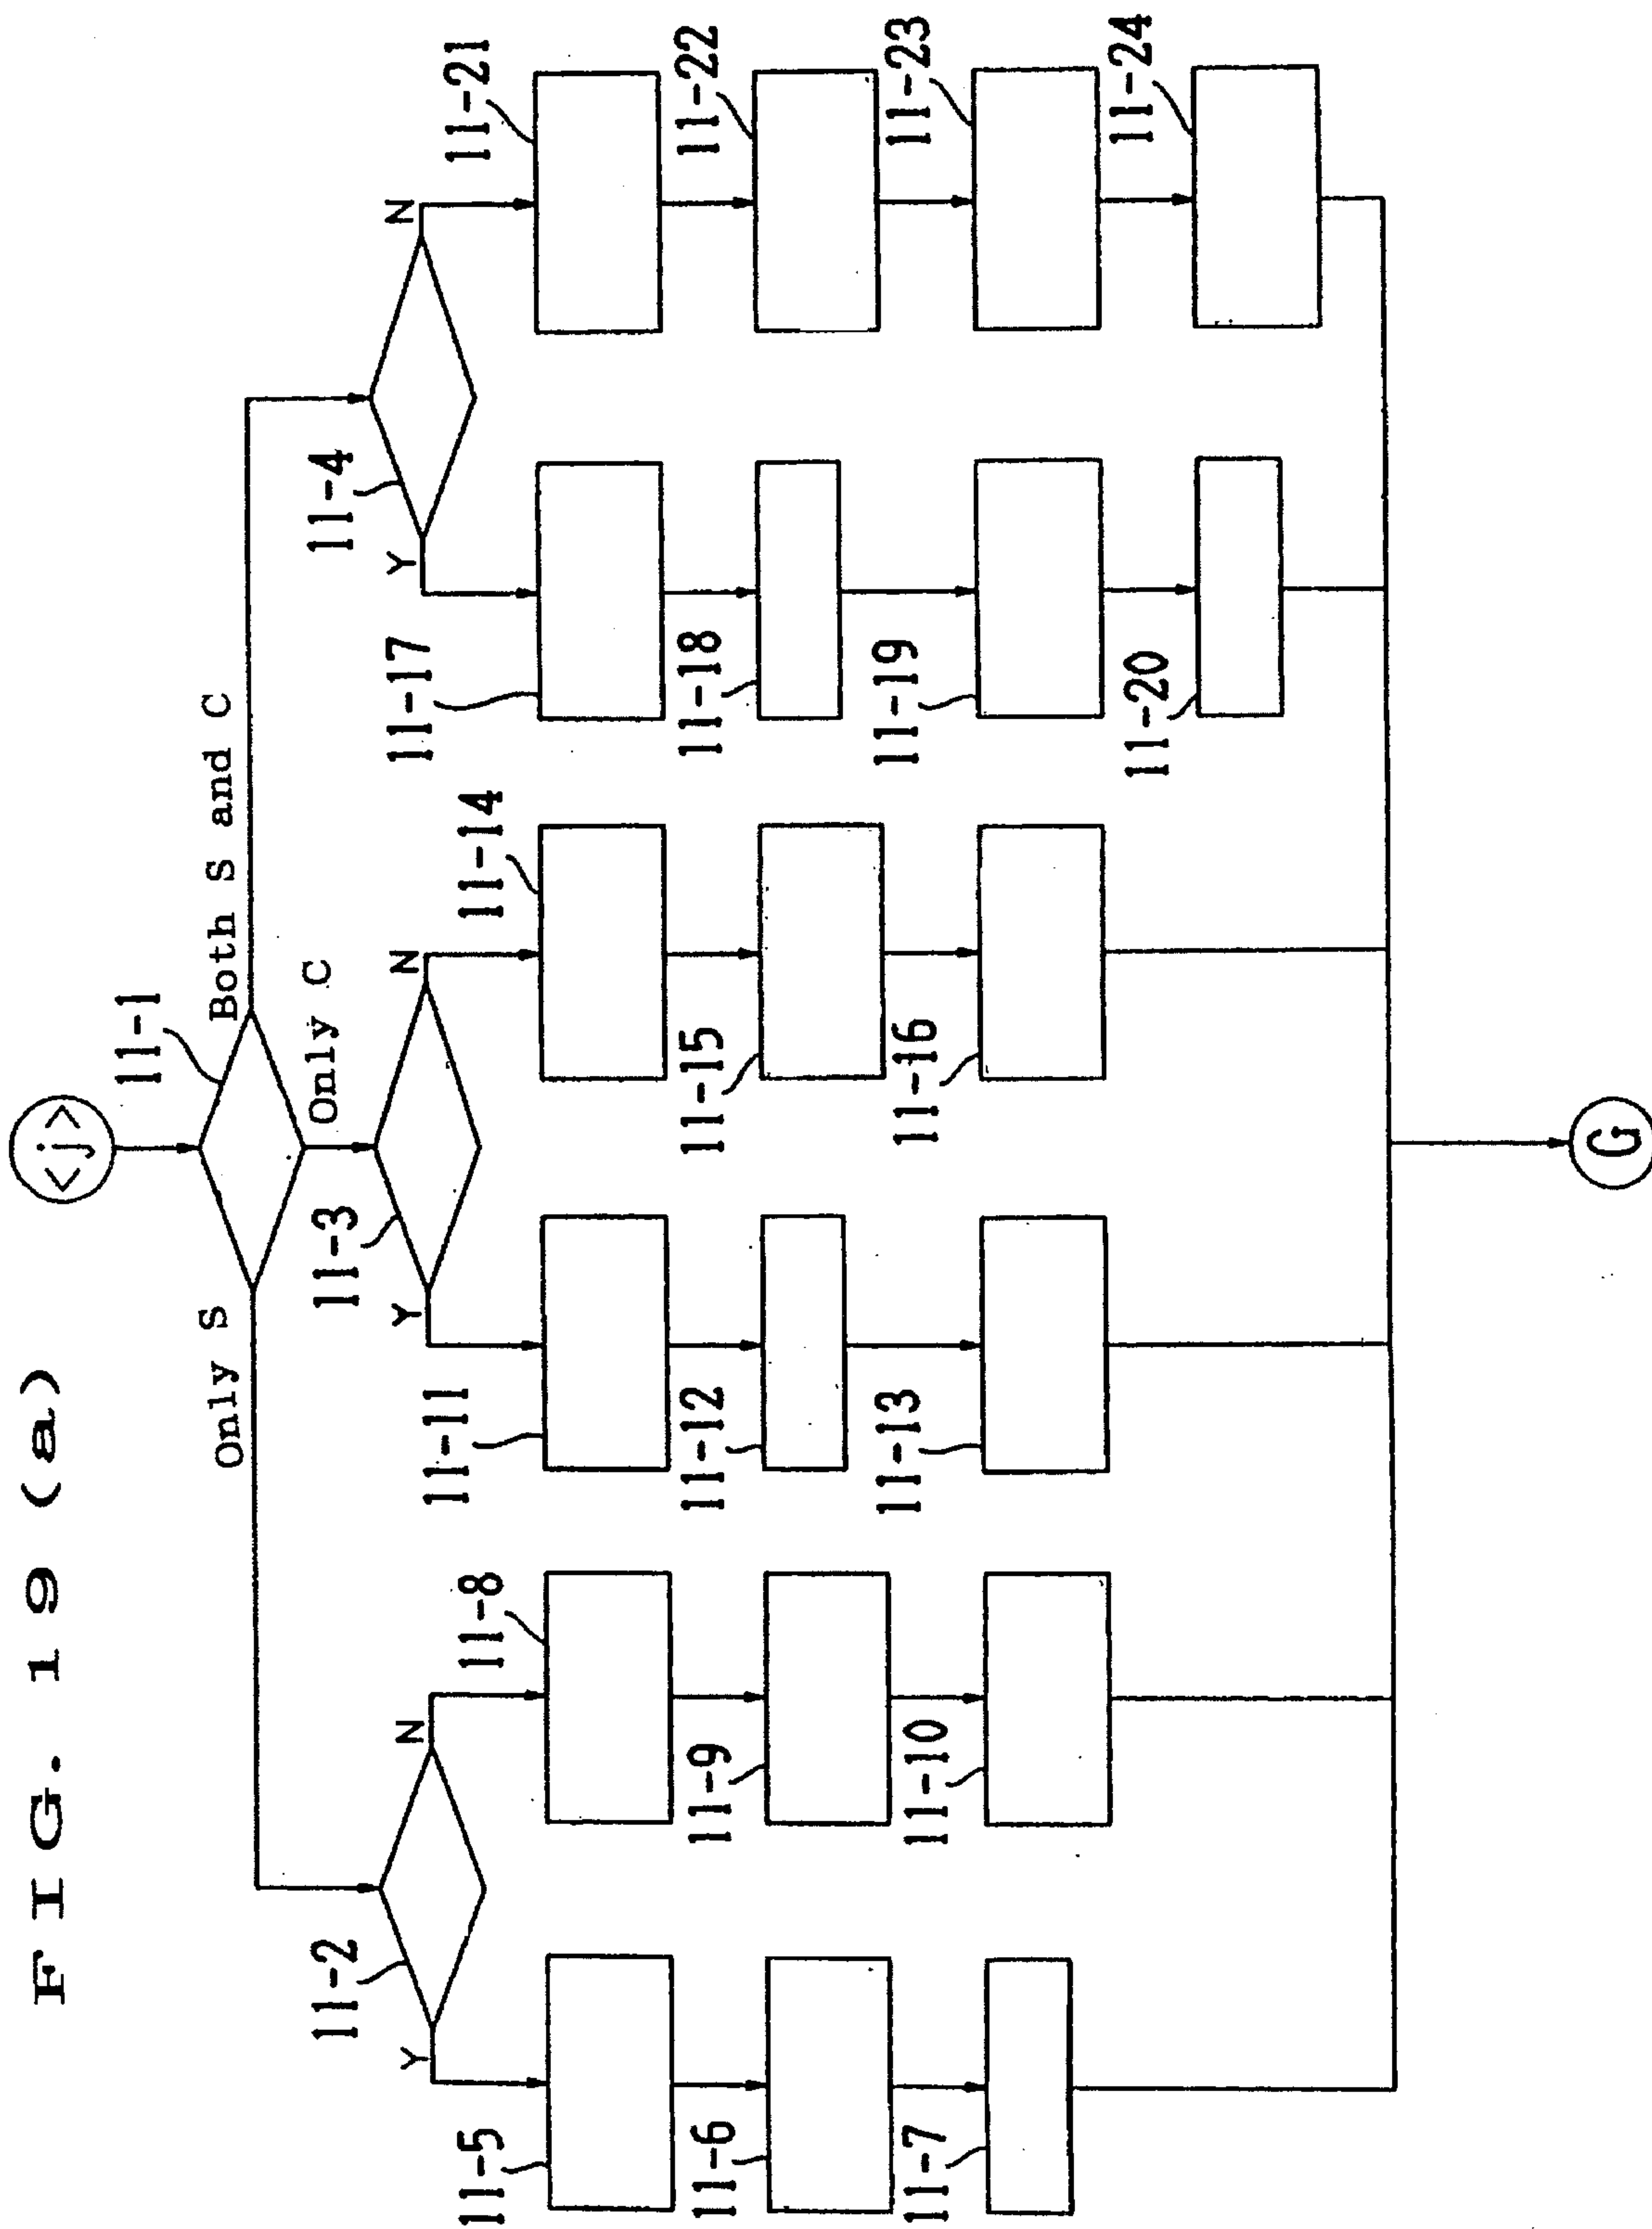 FIG. 19 (a)
<j>
11-1
Only S
Only C
Both S and C
11-2
11-3
11-4
Y
N
Y
N
Y
N
11-5
11-8
11-11
11-14
11-17
11-21
11-6
11-9
11-12
11-15
11-18
11-22
11-7
11-10
11-13
11-16
11-19
11-23
11-20
11-24
G